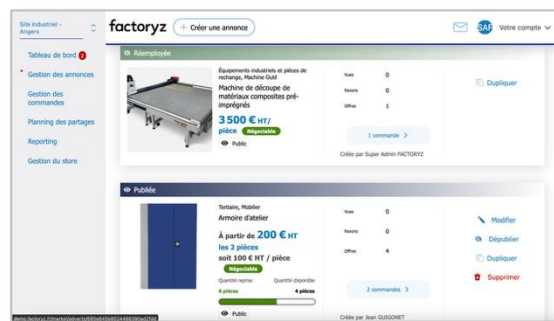 Site industriel -
Angers
factoryz
+ Créer une annonce
SAF
Votre compte
Tableau de bord 2
Gestion des annonces
Gestion des
commandes
Planning des partages
Reporting
Gestion du store
Réemployée
Équipements industriels et pièces de
rechange, Machine Outil
Machine de découpe de
matériaux composites pré-
imprégnés
3 500 € HT/
pièce Négociable
Public
Vues 0
Favoris 0
Offres 1
1 commande >
Créée par Super Admin FACTORYZ
Dupliquer
Publiée
Tertiaire, Mobilier
Armoire d'atelier
À partir de 200 € HT
les 2 pièces
soit 100 € HT / pièce
Négociable
Quantité reprise Quantité disponible
6 pièces 4 pièces
Public
Vues 0
Favoris 0
Offres 4
2 commandes >
Créée par Jean GUIGONET
Modifier
Dépublier
Dupliquer
Supprimer